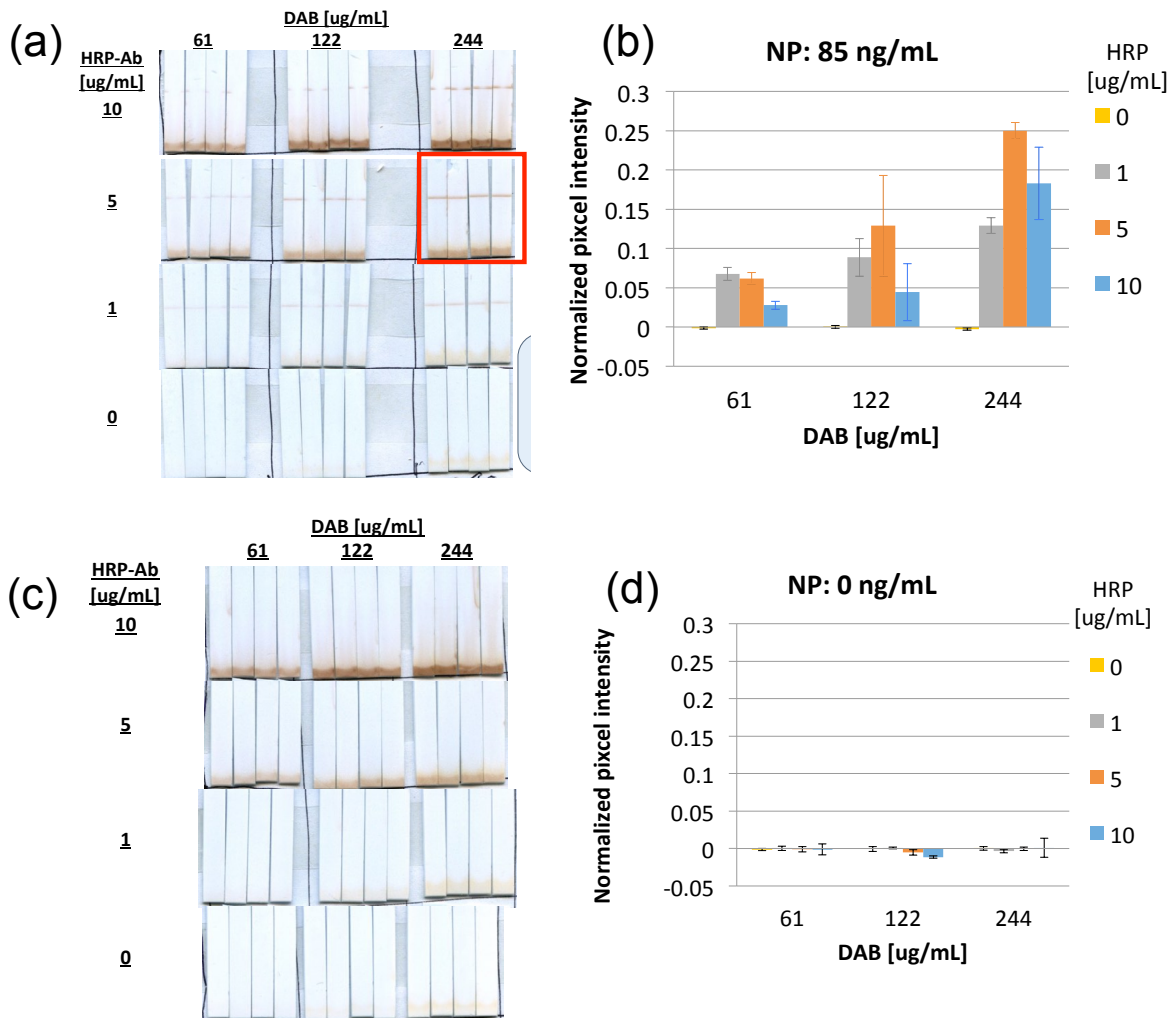 (a)
DAB [ug/mL]
61 122 244
HRP-Ab
[ug/mL]
10
5
1
0
(b)
NP: 85 ng/mL
Normalized pixcel intensity
0.3
0.25
0.2
0.15
0.1
0.05
0
-0.05
61 122 244
DAB [ug/mL]
HRP
[ug/mL]
0
1
5
10
(c)
DAB [ug/mL]
61 122 244
HRP-Ab
[ug/mL]
10
5
1
0
(d)
NP: 0 ng/mL
Normalized pixcel intensity
0.3
0.25
0.2
0.15
0.1
0.05
0
-0.05
61 122 244
DAB [ug/mL]
HRP
[ug/mL]
0
1
5
10